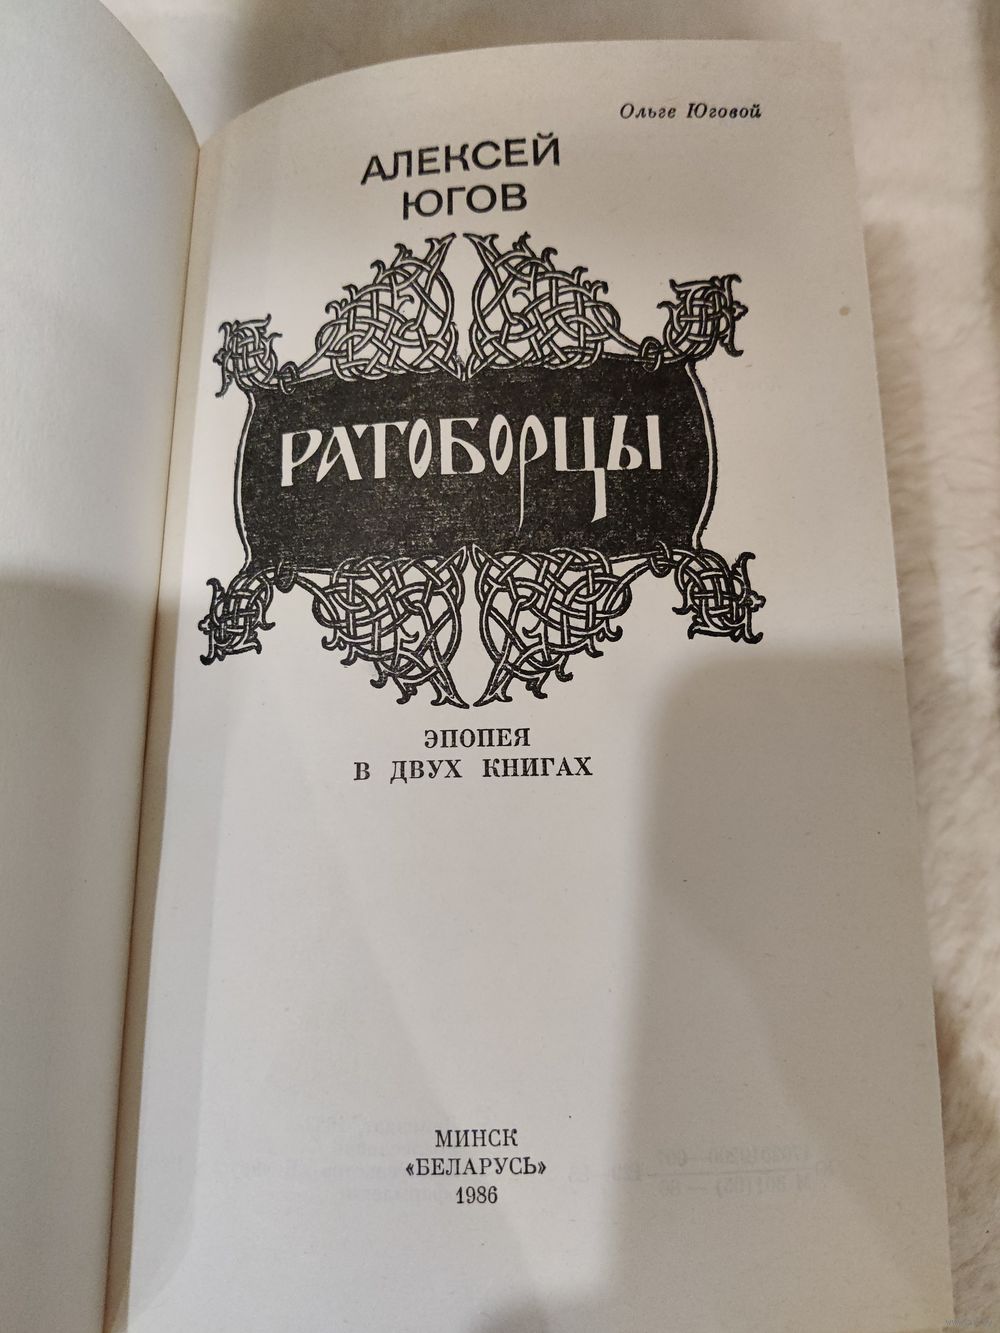 Ольге Юговой
АЛЕКСЕЙ
ЮГОВ
РАТОБОРЦЫ
ЭПОПЕЯ
В ДВУХ КНИГАХ
МИНСК
«БЕЛАРУСЬ»
1986